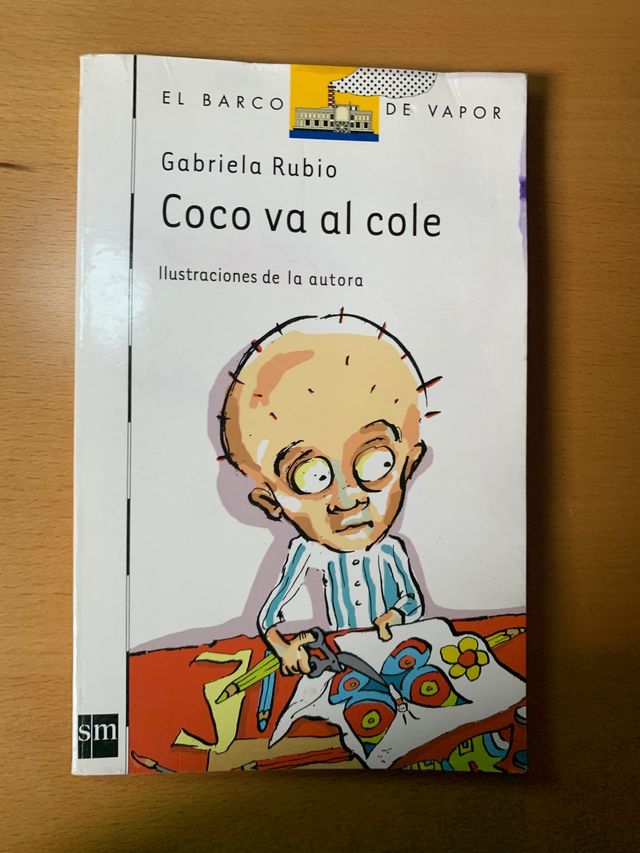 EL BARCO DE VAPOR
Gabriela Rubio
Coco va al cole
Ilustraciones de la autora
sm